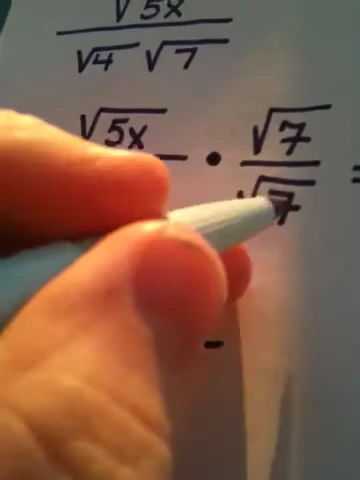 √5x
√4 √7
√5x · √7 =
√7
-